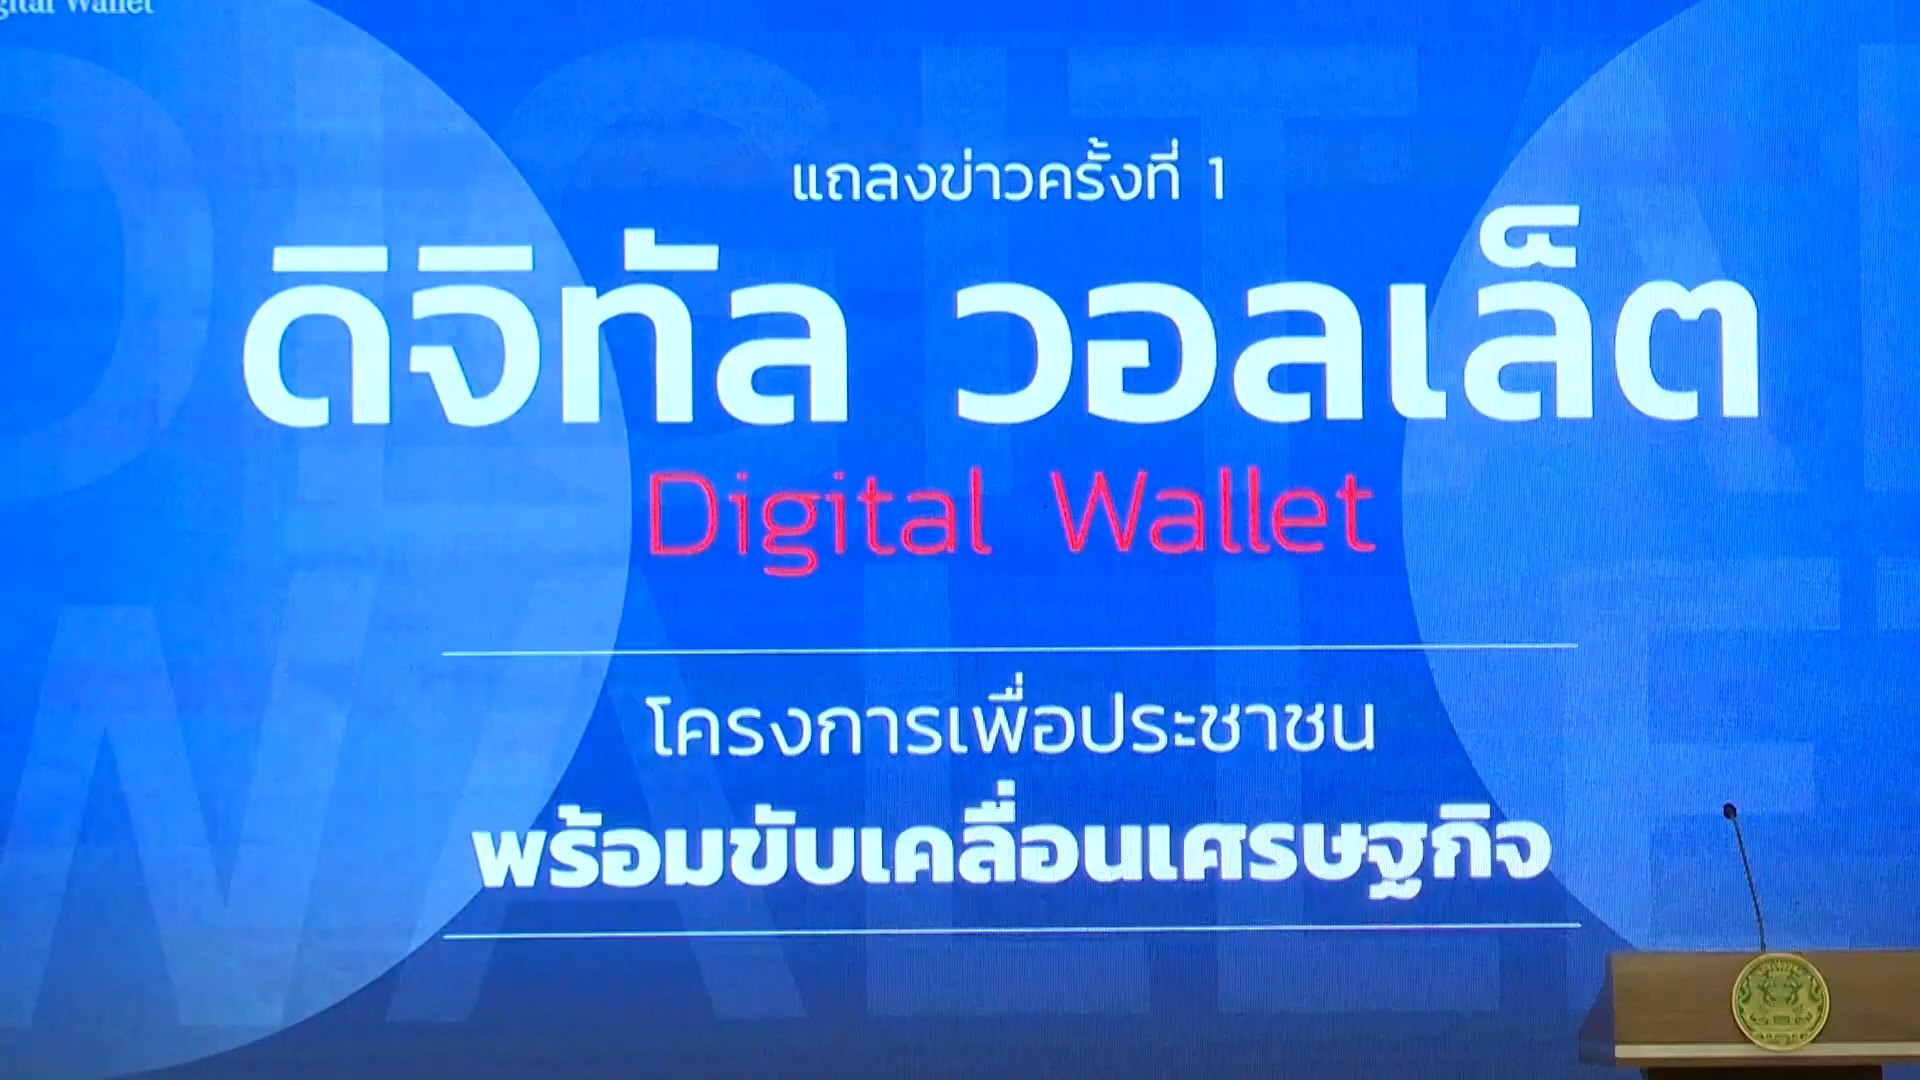 Digital Wallet
แถลงข่าวครั้งที่ 1
ดิจิทัล วอลเล็ต
Digital Wallet
โครงการเพื่อประชาชน
พร้อมขับเคลื่อนเศรษฐกิจ